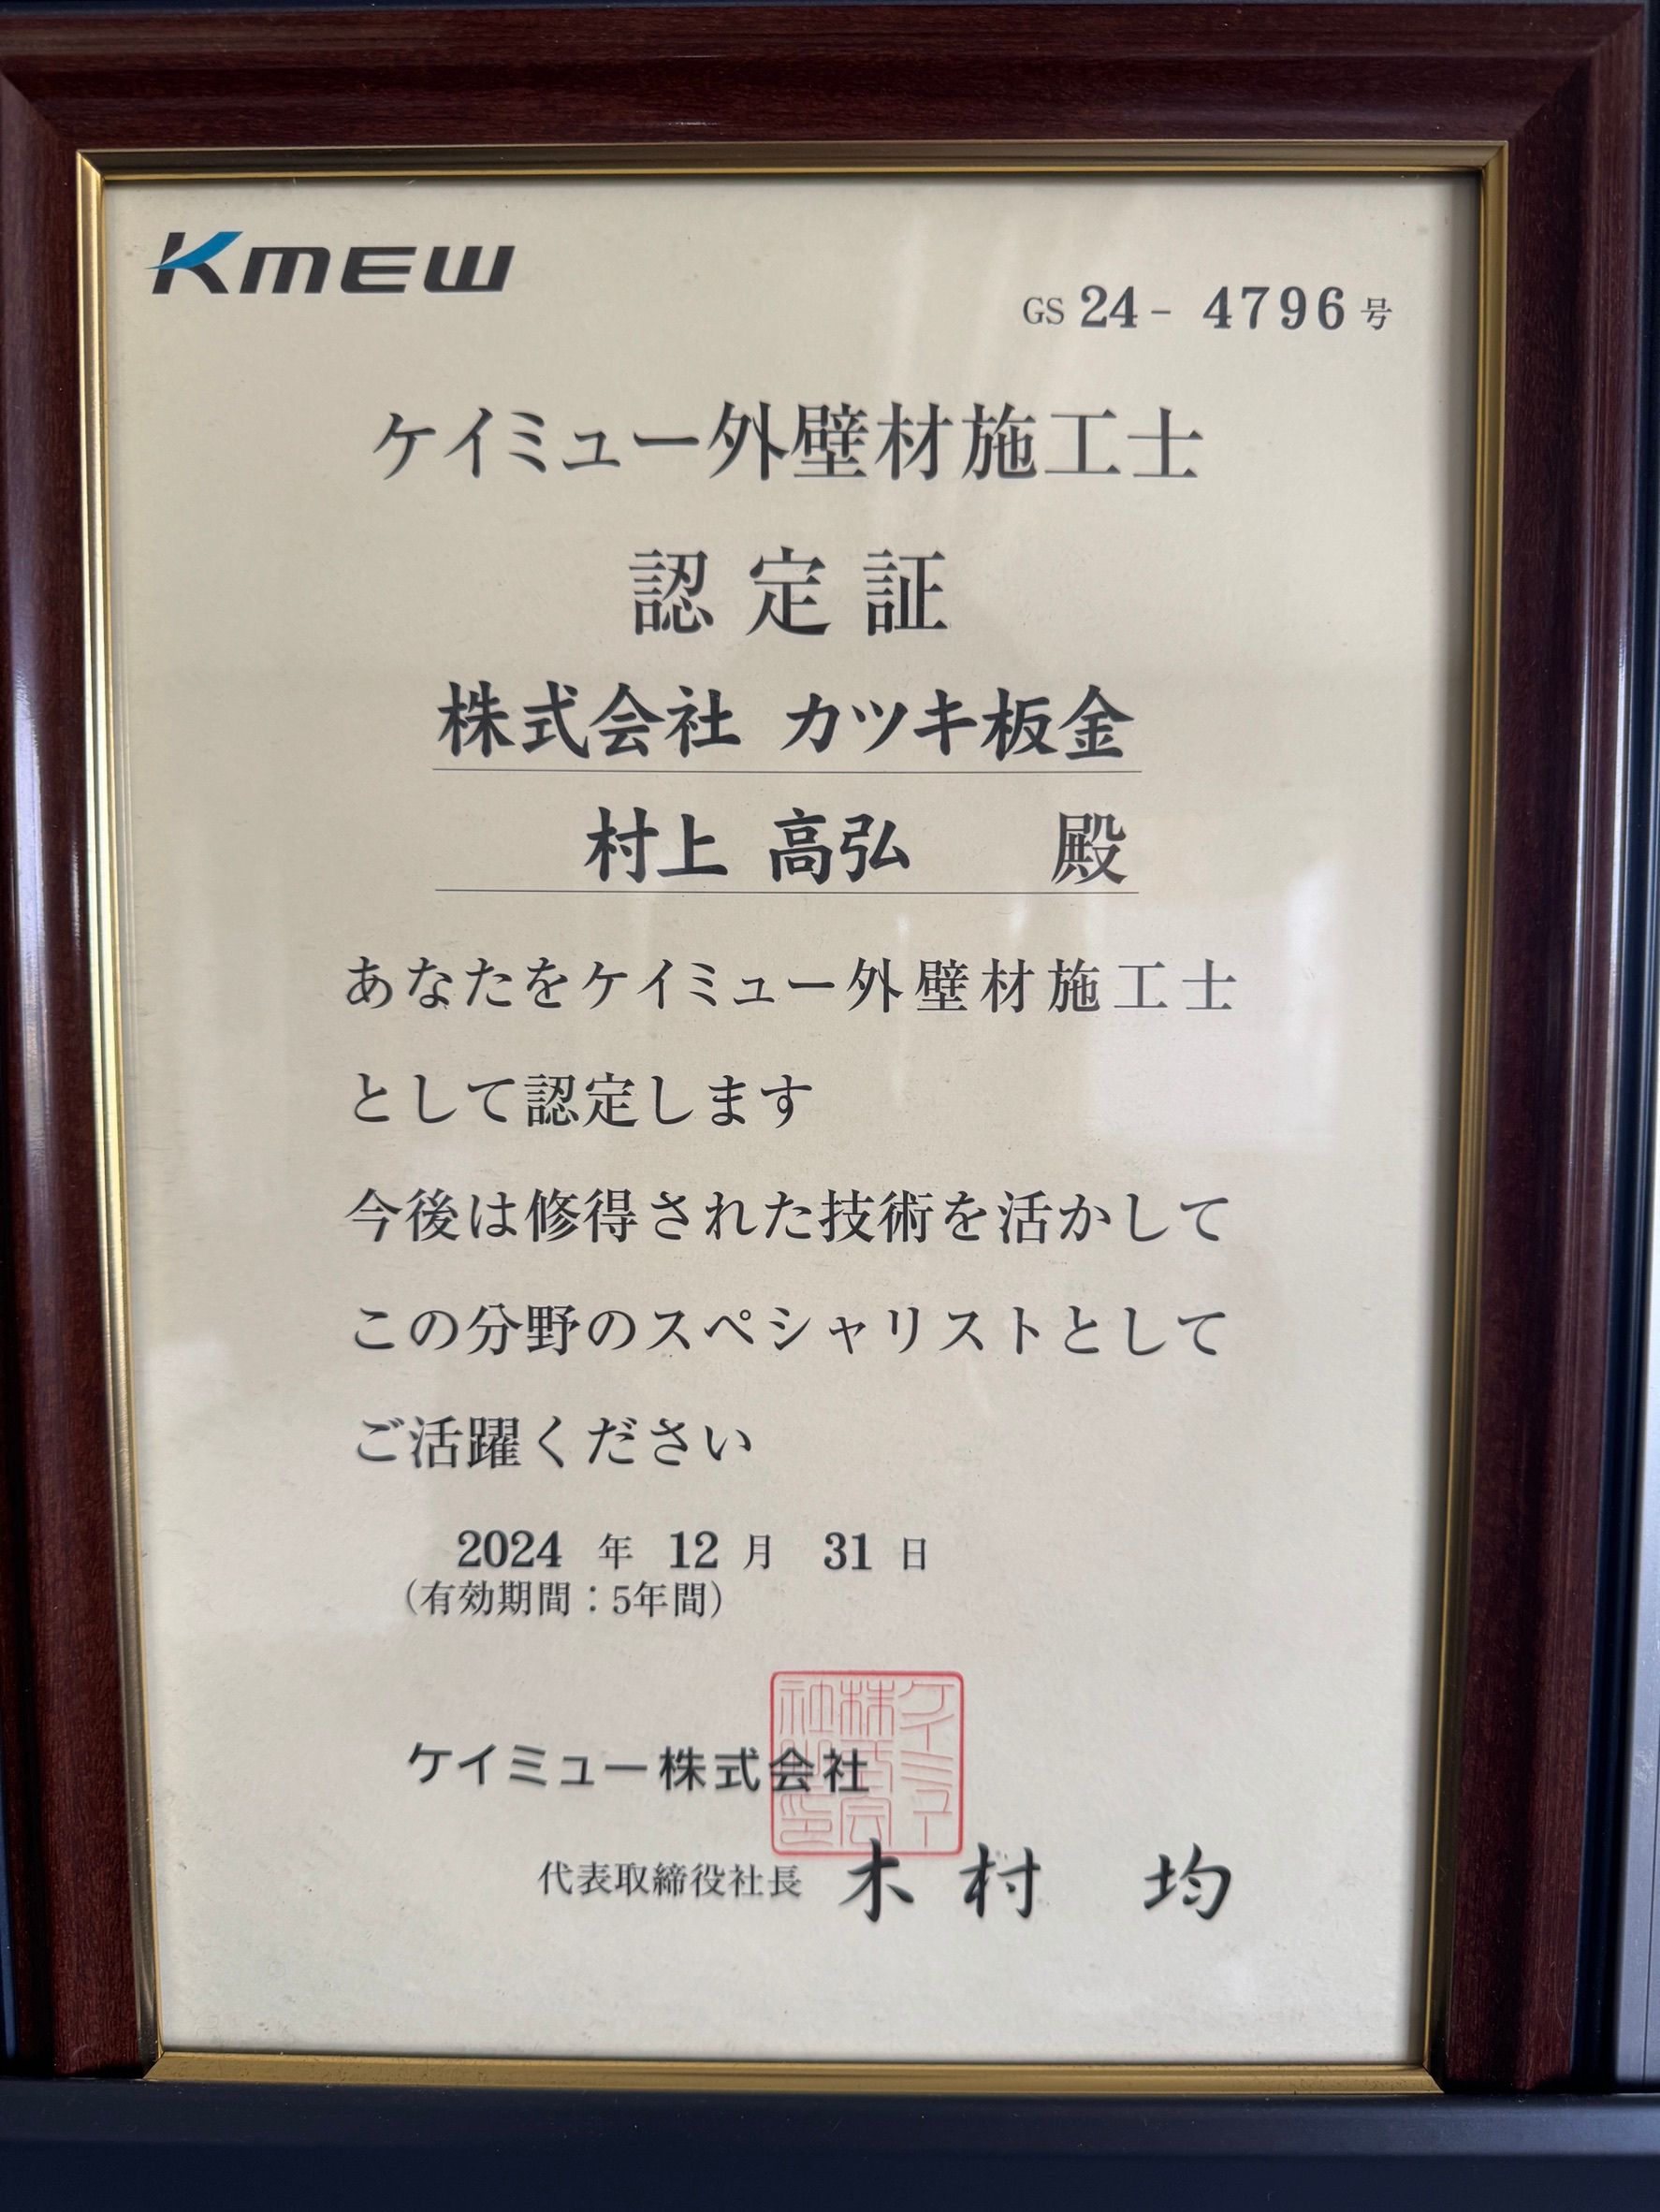 KMEW
GS 24- 4796号
ケイミュー外壁材施工士
認定証
株式会社 カツキ板金
村上 高弘 殿
あなたをケイミュー外壁材施工士
として認定します
今後は修得された技術を活かして
この分野のスペシャリストとして
ご活躍ください
2024 年 12 月 31 日
(有効期間：5年間)
ケイミュー株式会社
代表取締役社長 木村 均